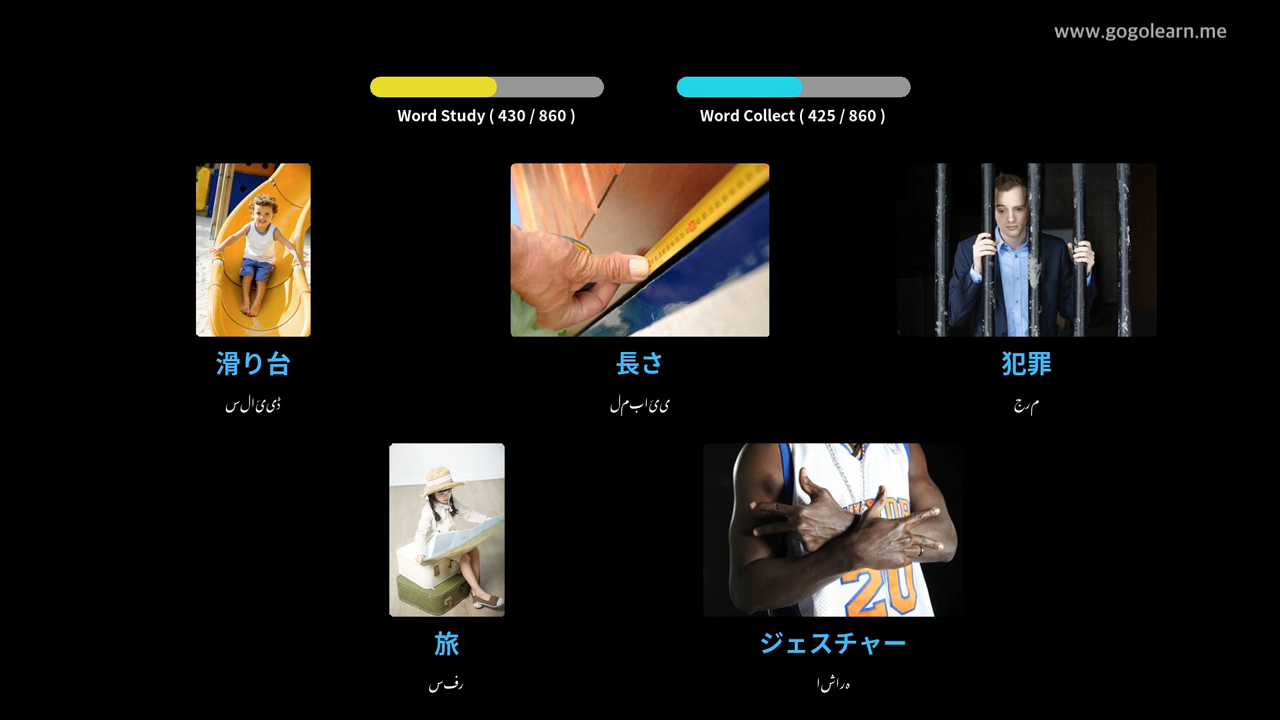 www.gogolearn.me
Word Study ( 430 / 860 )
Word Collect ( 425 / 860 )
滑り台
سلائیڈ
長さ
لمبائی
犯罪
جرم
旅
سفر
20
ジェスチャー
اشارہ